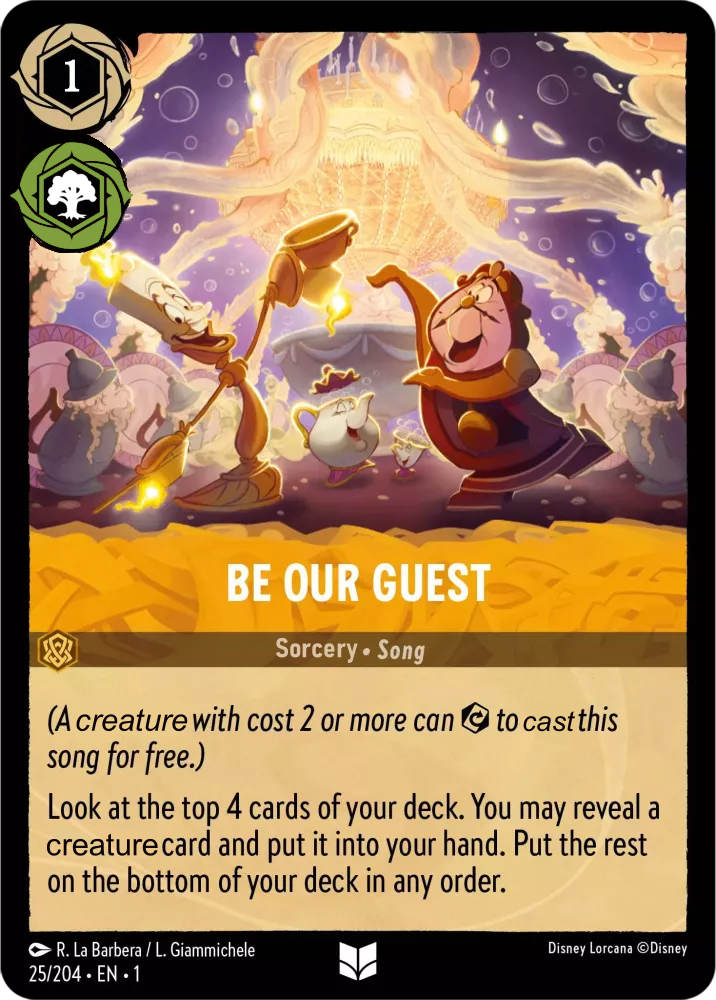 1
BE OUR GUEST
Sorcery • Song
(A creature with cost 2 or more can to cast this
song for free.)
Look at the top 4 cards of your deck. You may reveal a
creature card and put it into your hand. Put the rest
on the bottom of your deck in any order.
R. La Barbera / L. Giammichele
Disney Lorcana ©Disney
25/204 • EN • 1